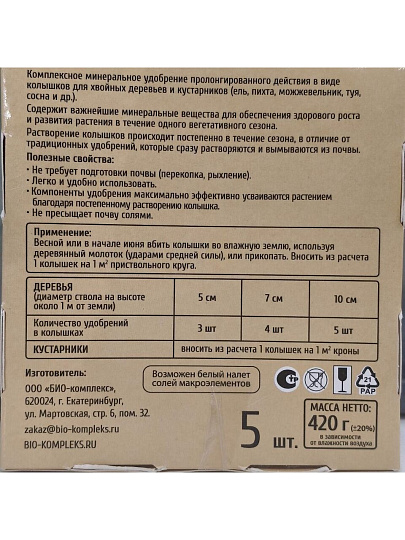 Комплексное минеральное удобрение пролонгированного действия в виде
колышков для хвойных деревьев и кустарников (ель, пихта, можжевельник, туя,
сосна и др.).
Содержит важнейшие минеральные вещества для обеспечения здорового роста
и развития растения в течение одного вегетативного сезона.
Растворение колышков происходит постепенно в течение сезона, в отличие от
традиционных удобрений, которые сразу растворяются и вымываются из почвы.
Полезные свойства:
• Не требует подготовки почвы (перекопка, рыхление).
• Легко и удобно использовать.
• Компоненты удобрения максимально эффективно усваиваются растением
благодаря постепенному растворению колышка.
• Не пресыщает почву солями.
Применение:
Весной или в начале июня вбить колышки во влажную землю, используя
деревянный молоток (ударами средней силы), или прикопать. Вносить из расчета
1 колышек на 1 м² приствольного круга.
ДЕРЕВЬЯ
(диаметр ствола на высоте
около 1 м от земли)
5 см
7 см
10 см
Количество удобрений
в колышках
3 шт
4 шт
5 шт
КУСТАРНИКИ
вносить из расчета 1 колышек на 1 м² кроны
Изготовитель:
ООО «БИО-комплекс»,
620024, г. Екатеринбург,
ул. Мартовская, стр. 6, пом. 32.
zakaz@bio-kompleks.ru
BIO-KOMPLEKS.RU
Возможен белый налет
солей макроэлементов
21
PAP
5 шт.
МАССА НЕТТО:
420 г (±20%)
в зависимости
от влажности воздуха